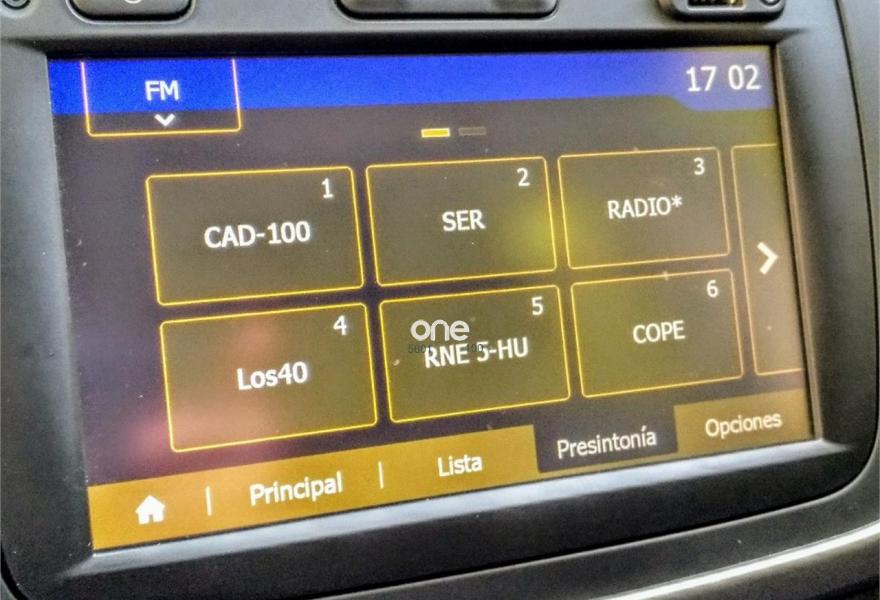 FM
17 02
1
CAD-100
2
SER
3
RADIO*
4
Los40
5
RNE 5-HU
6
COPE
one
Principal
Lista
Presintonía
Opciones